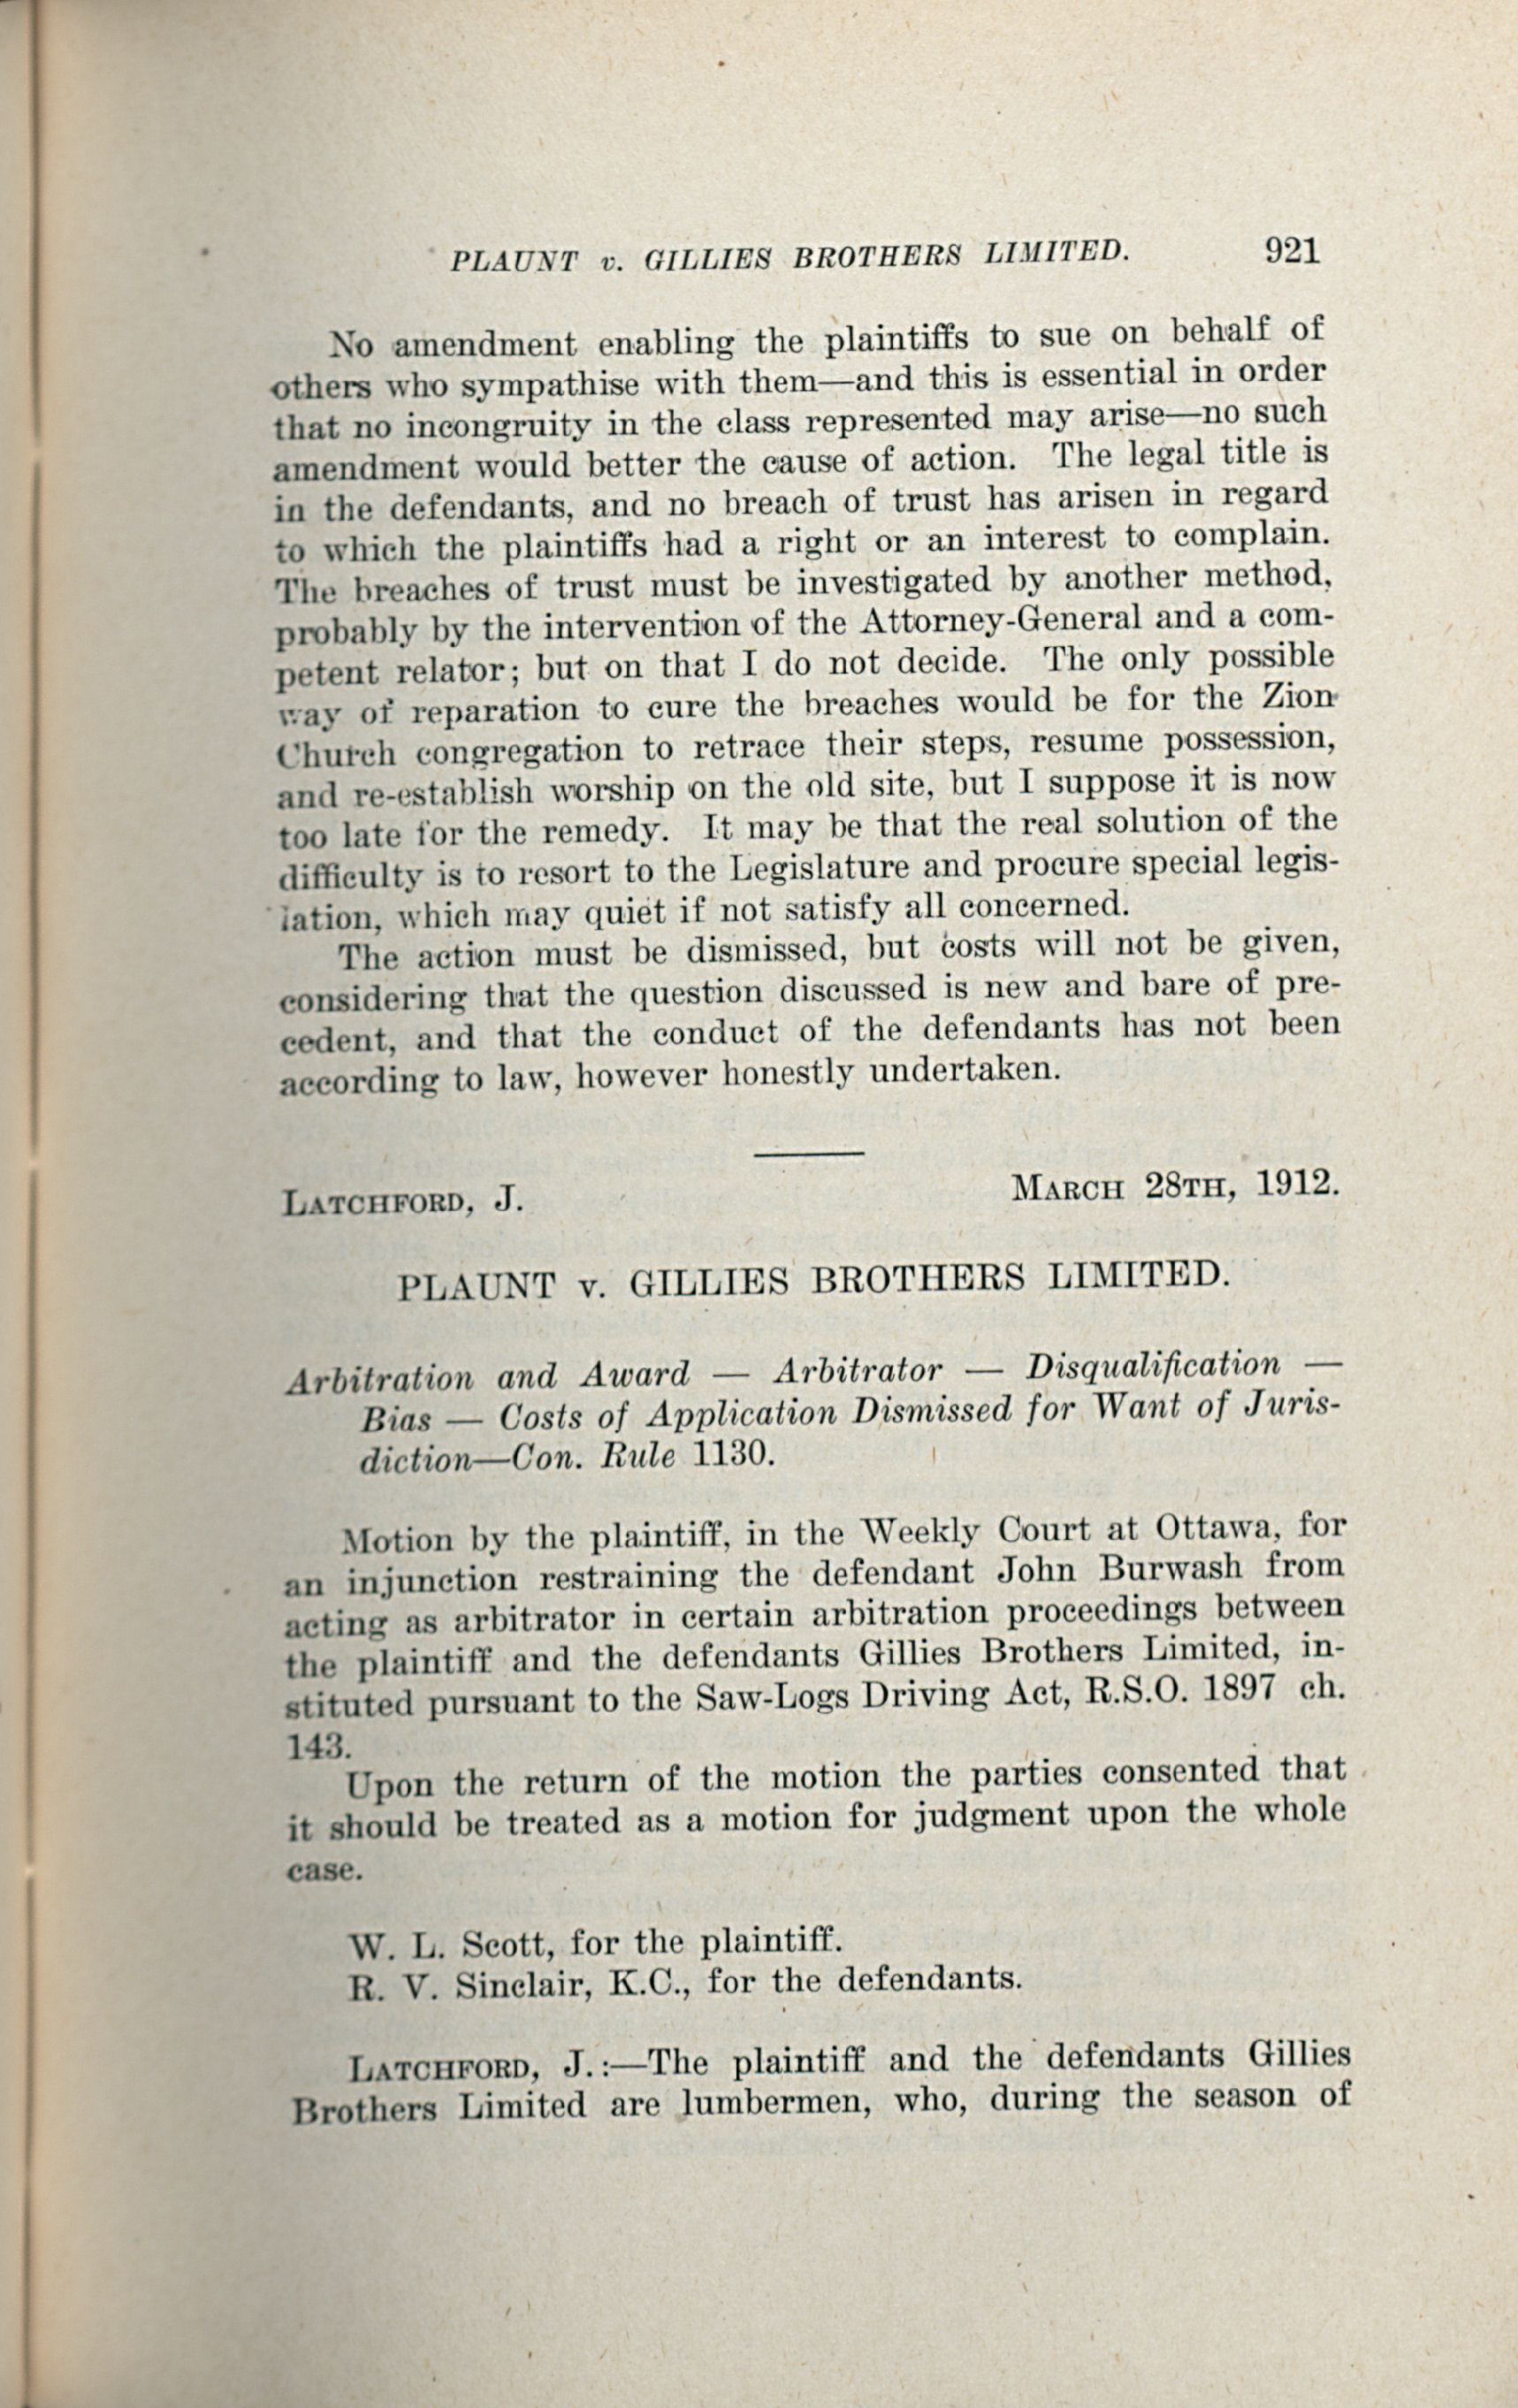 PLAUNT v. GILLIES BROTHERS LIMITED. 921
No amendment enabling the plaintiffs to sue on behalf of
others who sympathise with them—and this is essential in order
that no incongruity in the class represented may arise—no such
amendment would better the cause of action. The legal title is
in the defendants, and no breach of trust has arisen in regard
to which the plaintiffs had a right or an interest to complain.
The breaches of trust must be investigated by another method,
probably by the intervention of the Attorney-General and a com-
petent relator; but on that I do not decide. The only possible
way of reparation to cure the breaches would be for the Zion
Church congregation to retrace their steps, resume possession,
and re-establish worship on the old site, but I suppose it is now
too late for the remedy. It may be that the real solution of the
difficulty is to resort to the Legislature and procure special legis-
lation, which may quiet if not satisfy all concerned.
The action must be dismissed, but costs will not be given,
considering that the question discussed is new and bare of pre-
cedent, and that the conduct of the defendants has not been
according to law, however honestly undertaken.
LATCHFORD, J. MARCH 28TH, 1912.
PLAUNT v. GILLIES BROTHERS LIMITED.
Arbitration and Award — Arbitrator — Disqualification —
Bias — Costs of Application Dismissed for Want of Juris-
diction—Con. Rule 1130.
Motion by the plaintiff, in the Weekly Court at Ottawa, for
an injunction restraining the defendant John Burwash from
acting as arbitrator in certain arbitration proceedings between
the plaintiff and the defendants Gillies Brothers Limited, in-
stituted pursuant to the Saw-Logs Driving Act, R.S.O. 1897 ch.
143.
Upon the return of the motion the parties consented that
it should be treated as a motion for judgment upon the whole
case.
W. L. Scott, for the plaintiff.
R. V. Sinclair, K.C., for the defendants.
LATCHFORD, J.:—The plaintiff and the defendants Gillies
Brothers Limited are lumbermen, who, during the season of